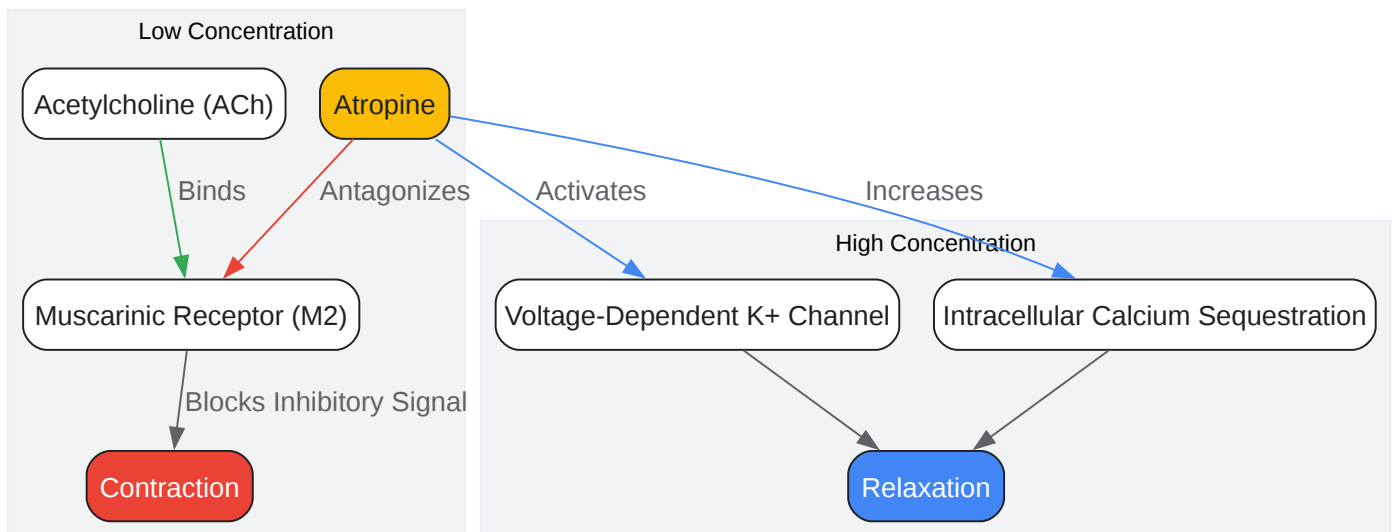 Low Concentration
Acetylcholine (ACh)
Atropine
Binds
Antagonizes
Activates
Increases
High Concentration
Muscarinic Receptor (M2)
Voltage-Dependent K+ Channel
Intracellular Calcium Sequestration
Blocks Inhibitory Signal
Contraction
Relaxation